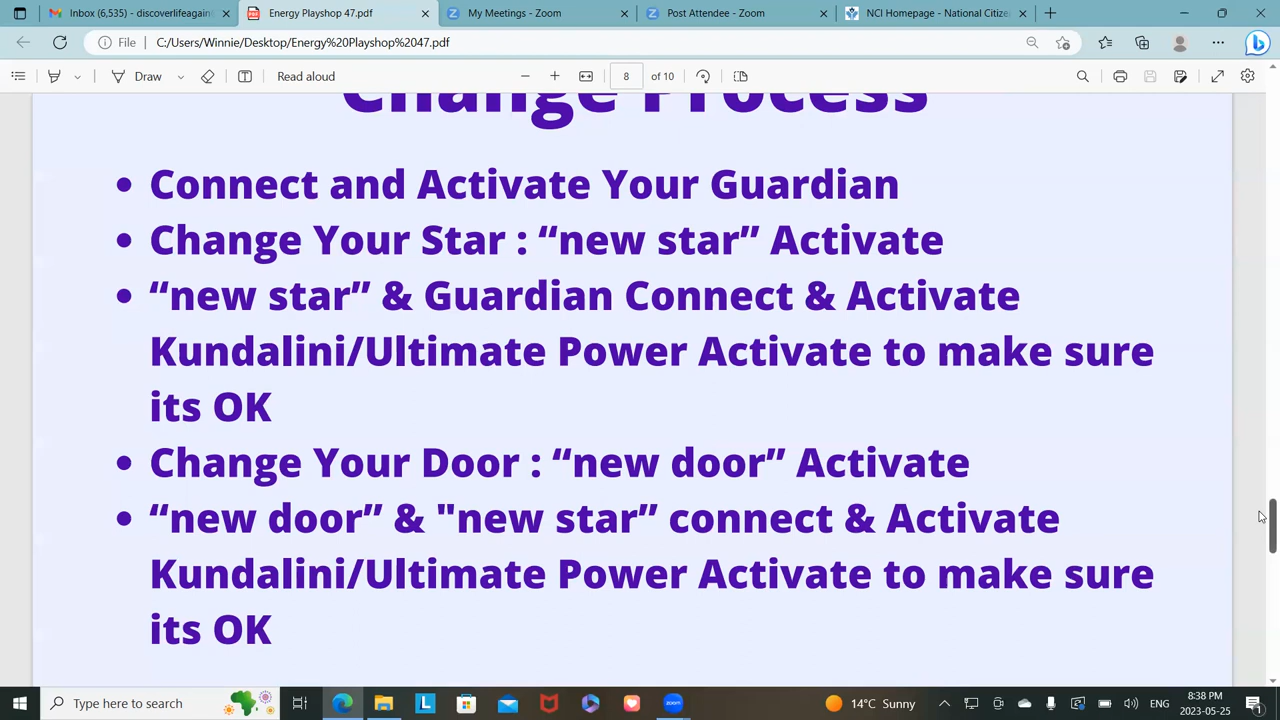 Inbox (6,535) - discoverlifeagain
Energy Playshop 47.pdf
My Meetings - Zoom
Post Attendee - Zoom
NCI Homepage - National Citize
File
C:/Users/Winnie/Desktop/Energy%20Playshop%2047.pdf
Draw
Read aloud
8
of 10
Change Process
• Connect and Activate Your Guardian
• Change Your Star : “new star” Activate
• “new star” & Guardian Connect & Activate
Kundalini/Ultimate Power Activate to make sure
its OK
• Change Your Door : “new door” Activate
• “new door” & "new star” connect & Activate
Kundalini/Ultimate Power Activate to make sure
its OK
Type here to search
L
zoom
14°C Sunny
ENG
8:38 PM
2023-05-25
1